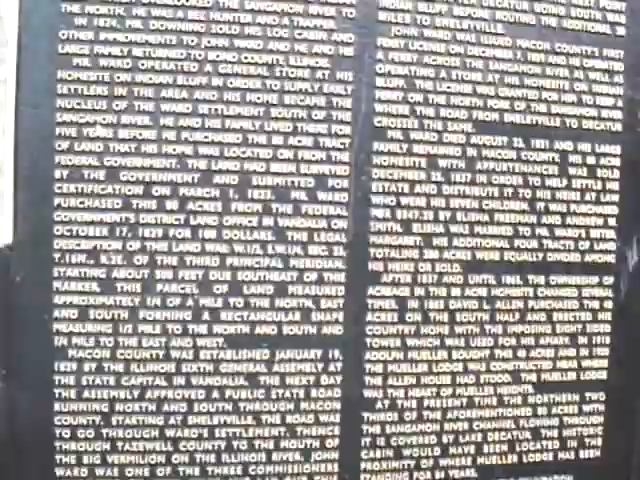 OVERLOOKED THE SANGAMON RIVER TO
THE NORTH. HE WAS A BEE HUNTER AND A TRAPPER.
IN 1824, MR. DOWNING SOLD HIS LOG CABIN AND
OTHER IMPROVEMENTS TO JOHN WARD AND HE AND HIS
LARGE FAMILY RETURNED TO BOND COUNTY, ILLINOIS.
MR. WARD OPERATED A GENERAL STORE AT HIS
HOMESITE ON INDIAN BLUFF IN ORDER TO SUPPLY EARLY
SETTLERS IN THE AREA AND HIS HOME BECAME THE
NUCLEUS OF THE WARD SETTLEMENT SOUTH OF THE
SANGAMON RIVER. HE AND HIS FAMILY LIVED THERE FOR
FIVE YEARS BEFORE HE PURCHASED THE 80 ACRE TRACT
OF LAND THAT HIS HOME WAS LOCATED ON FROM THE
FEDERAL GOVERNMENT. THE LAND HAD BEEN SURVEYED
BY THE GOVERNMENT AND SUBMITTED FOR
CERTIFICATION ON MARCH 1, MR. WARD
PURCHASED THIS 80 ACRES FROM THE FEDERAL
GOVERNMENT'S DISTRICT LAND OFFICE IN VANDALIA ON
OCTOBER 17, 1829 FOR 100 DOLLARS. THE LEGAL
DESCRIPTION OF THIS LAND WAS W.1/2, S.W.1/4, SEC.
T.16N., R.2E. OF THE THIRD PRINCIPAL MERIDIAN.
STARTING ABOUT 500 FEET DUE SOUTHEAST OF THIS
MARKER, THIS PARCEL OF LAND MEASURED
APPROXIMATELY 1/4 OF A MILE TO THE NORTH, EAST
AND SOUTH FORMING A RECTANGULAR SHAPE
MEASURING 1/2 MILE TO THE NORTH AND SOUTH AND
1/4 MILE TO THE EAST AND WEST.
MACON COUNTY WAS ESTABLISHED JANUARY 19,
1829 BY THE ILLINOIS SIXTH GENERAL ASSEMBLY AT
THE STATE CAPITAL IN VANDALIA. THE NEXT DAY
THE ASSEMBLY APPROVED A PUBLIC STATE ROAD
RUNNING NORTH AND SOUTH THROUGH MACON
COUNTY. STARTING AT SHELBYVILLE, THE ROAD WAS
TO GO THROUGH WARD'S SETTLEMENT, THENCE
THROUGH TAZEWELL COUNTY TO THE MOUTH OF
THE BIG VERMILION ON THE ILLINOIS RIVER. JOHN
WARD WAS ONE OF THE THREE COMMISSIONERS
DECATUR GOING SOUTH WAS
INDIAN BLUFF BEFORE ROUTING THE ADDITIONAL
MILES TO SHELBYVILLE.
JOHN WARD WAS ISSUED MACON COUNTY'S FIRST
FERRY LICENSE ON DECEMBER 7, 1829 AND HE OPERATED
A FERRY ACROSS THE SANGAMON RIVER AS WELL AS
OPERATING A STORE AT HIS HOMESITE ON INDIAN
BLUFF. THE LICENSE WAS GRANTED FOR HIM TO KEEP A
FERRY ON THE NORTH FORK OF THE SANGAMON RIVER
WHERE THE ROAD FROM SHELBYVILLE TO DECATUR
CROSSES THE SAME.
MR. WARD DIED AUGUST 23, 1831 AND HIS LARGE
FAMILY REMAINED IN MACON COUNTY. HIS 80 ACRE
HOMESITE WITH APPURTENANCES WAS SOLD
DECEMBER 23, 1837 IN ORDER TO HELP SETTLE HIS
ESTATE AND DISTRIBUTE IT TO HIS HEIRS AT LAW
WHO WERE HIS SEVEN CHILDREN. IT WAS PURCHASED
FOR BY ELISHA FREEMAN AND ANDREW W.
SMITH. ELISHA WAS MARRIED TO MR. WARD'S SISTER
MARGARET. HIS ADDITIONAL FOUR TRACTS OF LAND
TOTALING 280 ACRES WERE EQUALLY DIVIDED AMONG
HIS HEIRS OR SOLD.
AFTER 1837 AND UNTIL THE OWNERSHIP OF
ACREAGE IN THE 80 ACRE HOMESITE CHANGED SEVERAL
TIMES. IN 1885 DAVID L. ALLEN PURCHASED THE 40
ACRES ON THE SOUTH HALF AND ERECTED HIS
COUNTRY HOME WITH THE IMPOSING EIGHT SIDED
TOWER WHICH WAS USED FOR HIS APIARY. IN 1918
ADOLPH MUELLER BOUGHT THE 40 ACRES AND IN
THE MUELLER LODGE WAS CONSTRUCTED NEAR WHERE
THE ALLEN HOUSE HAD STOOD. THE MUELLER LODGE
WAS THE HEART OF MUELLER HEIGHTS.
AT THE PRESENT TIME THE NORTHERN TWO
THIRDS OF THE AFOREMENTIONED 80 ACRES WITH
THE SANGAMON RIVER CHANNEL FLOWING THROUGH
IT IS COVERED BY LAKE DECATUR. THE HISTORIC
CABIN WOULD HAVE BEEN LOCATED IN THE
PROXIMITY OF WHERE MUELLER LODGE HAS BEEN
STANDING FOR YEARS.